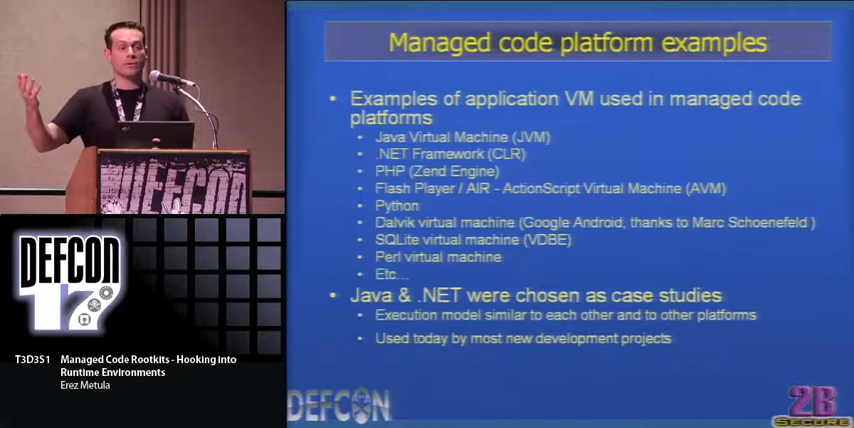 Managed code platform examples
• Examples of application VM used in managed code
platforms
• Java Virtual Machine (JVM)
• .NET Framework (CLR)
• PHP (Zend Engine)
• Flash Player / AIR - ActionScript Virtual Machine (AVM)
• Python
• Dalvik virtual machine (Google Android, thanks to Marc Schoenefeld )
• SQLite virtual machine (VDBE)
• Perl virtual machine
• Etc...
• Java & .NET were chosen as case studies
• Execution model similar to each other and to other platforms
• Used today by most new development projects
DEFCON
2B
SECURE
DEFCON
DEFCON
17
T3D3S1 Managed Code Rootkits - Hooking into
Runtime Environments
Erez Metula